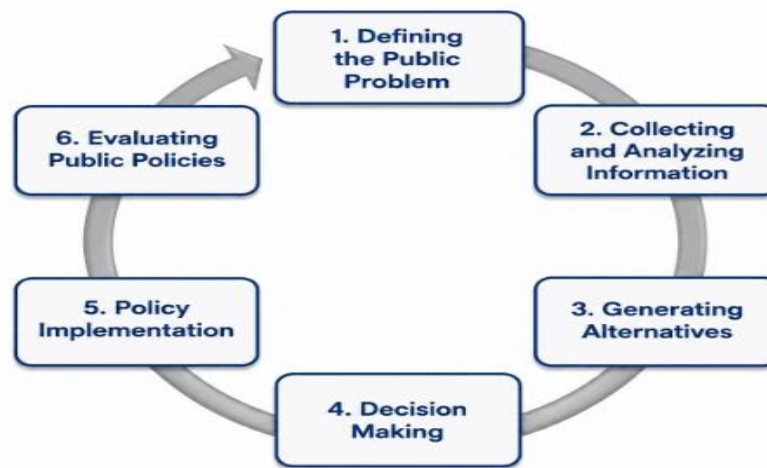 1. Defining
the Public
Problem
2. Collecting
and Analyzing
Information
3. Generating
Alternatives
4. Decision
Making
5. Policy
Implementation
6. Evaluating
Public Policies